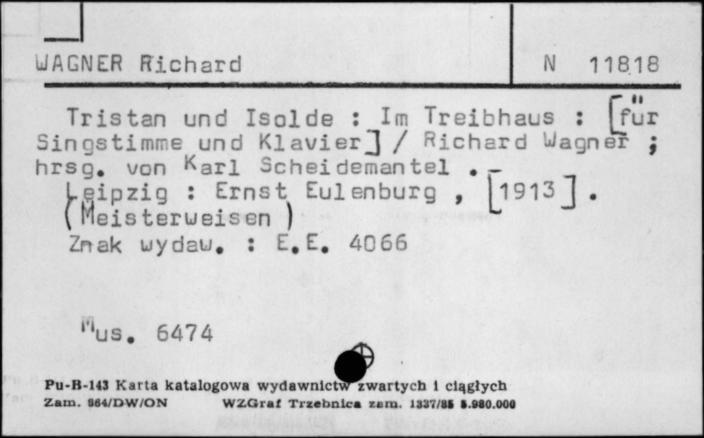 WAGNER Richard N 11818
Tristan und Isolde : Im Treibhaus : [für
Singstimme und Klavier] / Richard Wagner ;
hrsg. von Karl Scheidemantel . -
Leipzig : Ernst Eulenburg , [1913] .
(Meisterweisen)
Znak wydaw. : E.E. 4066
Mus. 6474
Pu-B-143 Karta katalogowa wydawnictw zwartych i ciągłych
Zam. 964/DW/ON WZGraf Trzebnica zam. 1337/85 5.980.000